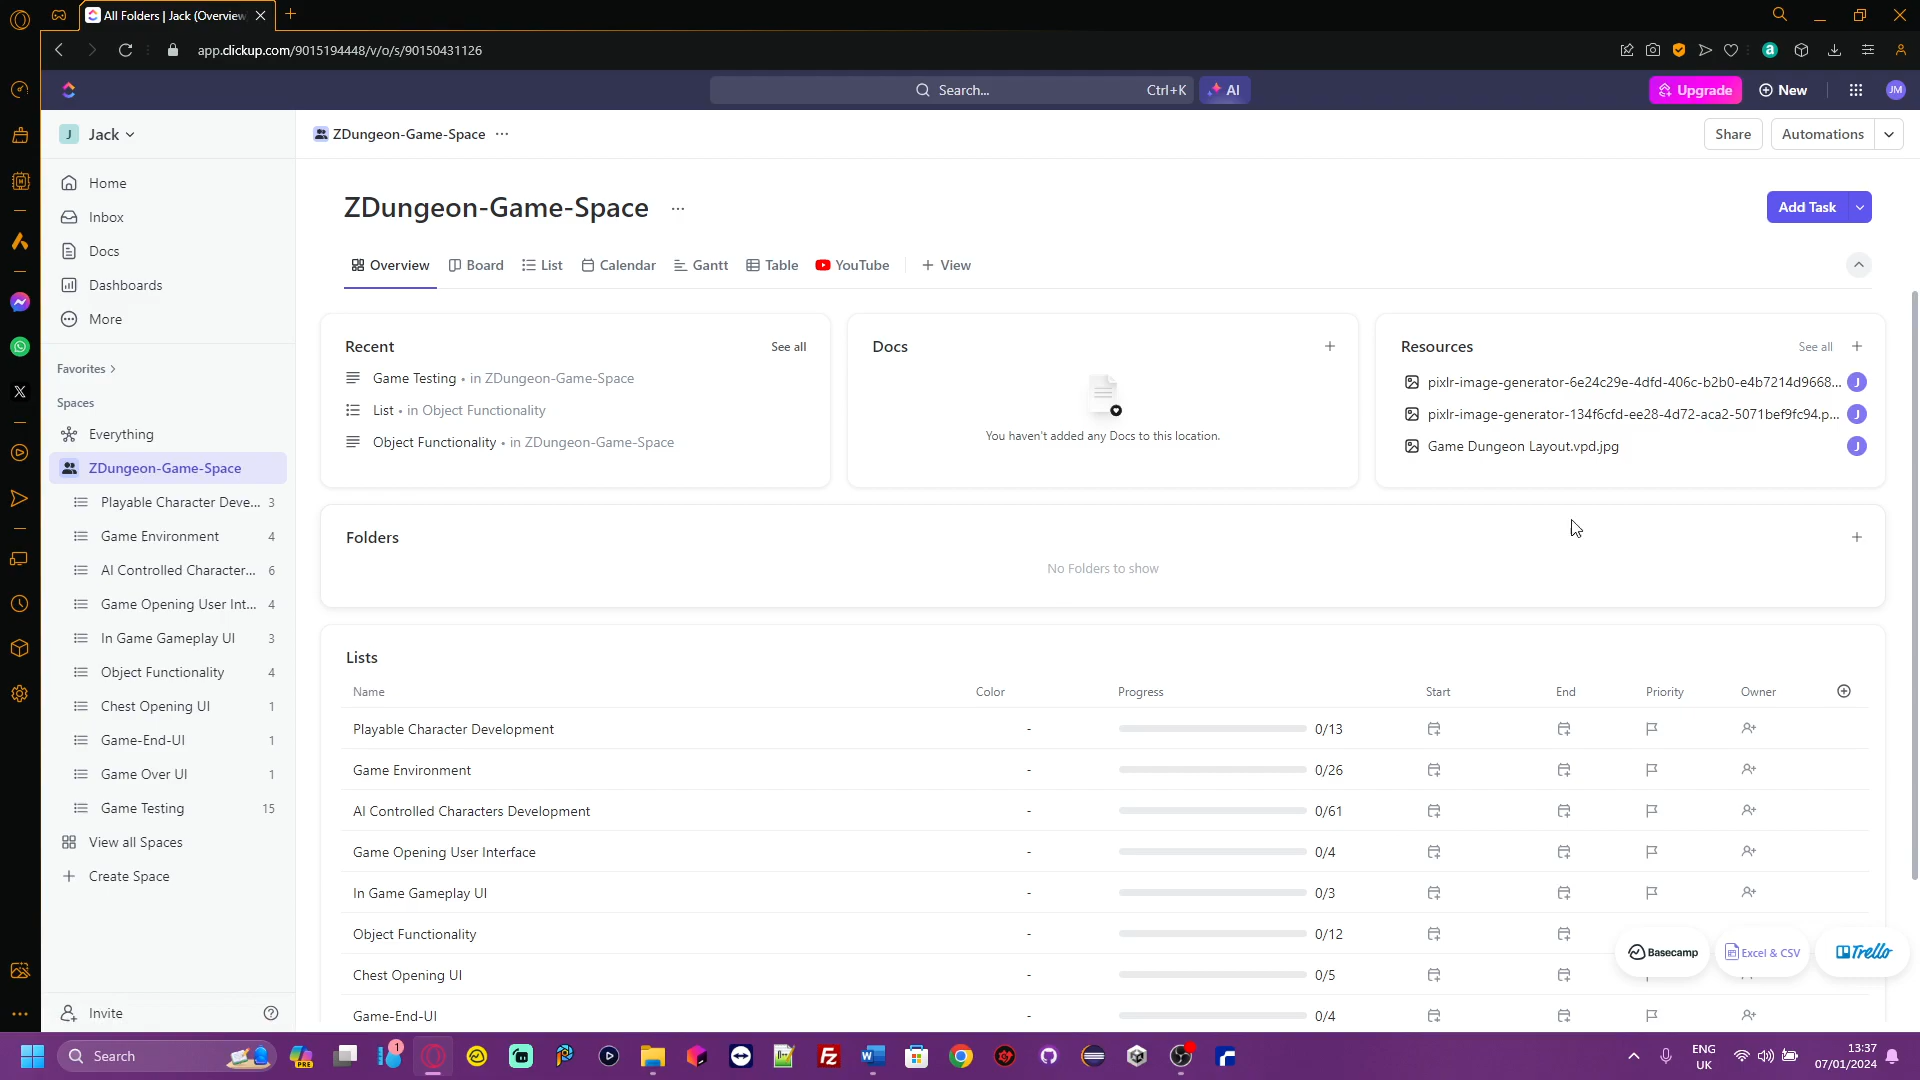 All Folders | Jack (Overview
app.clickup.com/9015194448/v/o/s/90150431126
Search...
Ctrl+K
AI
Upgrade
New
JM
J
Jack
ZDungeon-Game-Space
Share
Automations
Home
Inbox
Docs
Dashboards
More
Favorites
Spaces
Everything
ZDungeon-Game-Space
Playable Character Deve... 3
Game Environment 4
AI Controlled Character... 6
Game Opening User Int... 4
In Game Gameplay UI 3
Object Functionality 4
Chest Opening UI 1
Game-End-UI 1
Game Over UI 1
Game Testing 15
View all Spaces
Create Space
Invite
ZDungeon-Game-Space
Add Task
Overview
Board
List
Calendar
Gantt
Table
YouTube
+ View
Recent
See all
Game Testing • in ZDungeon-Game-Space
List • in Object Functionality
Object Functionality • in ZDungeon-Game-Space
Docs
You haven't added any Docs to this location.
Resources
See all
pixlr-image-generator-6e24c29e-4dfd-406c-b2b0-e4b7214d9668... J
pixlr-image-generator-134f6cfd-ee28-4d72-aca2-5071bef9fc94.p... J
Game Dungeon Layout.vpd.jpg J
Folders
No Folders to show
Lists
Name Color Progress Start End Priority Owner
Playable Character Development - 0/13
Game Environment - 0/26
AI Controlled Characters Development - 0/61
Game Opening User Interface - 0/4
In Game Gameplay UI - 0/3
Object Functionality - 0/12
Chest Opening UI - 0/5
Game-End-UI - 0/4
Basecamp
Excel & CSV
Trello
Search
PRE
1
ENG
UK
13:37
07/01/2024